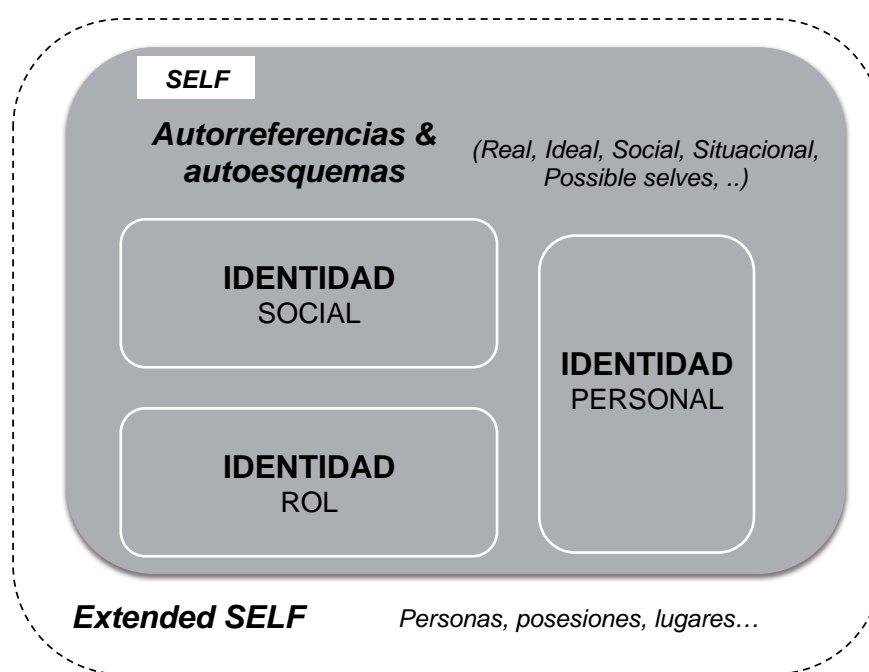 SELF
Autorreferencias &
autoesquemas
(Real, Ideal, Social, Situacional,
Possible selves, ..)
IDENTIDAD
SOCIAL
IDENTIDAD
PERSONAL
IDENTIDAD
ROL
Extended SELF
Personas, posesiones, lugares…